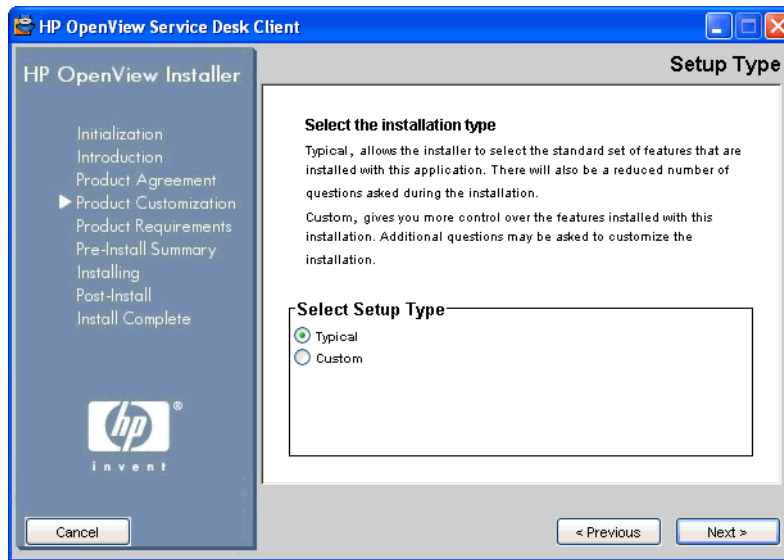 HP OpenView Service Desk Client
HP OpenView Installer
Initialization
Introduction
Product Agreement
Product Customization
Product Requirements
Pre-Install Summary
Installing
Post-Install
Install Complete
hp
®
invent
Cancel
Setup Type
Select the installation type
Typical, allows the installer to select the standard set of features that are
installed with this application. There will also be a reduced number of
questions asked during the installation.
Custom, gives you more control over the features installed with this
installation. Additional questions may be asked to customize the
installation.
Select Setup Type
Typical
Custom
< Previous
Next >